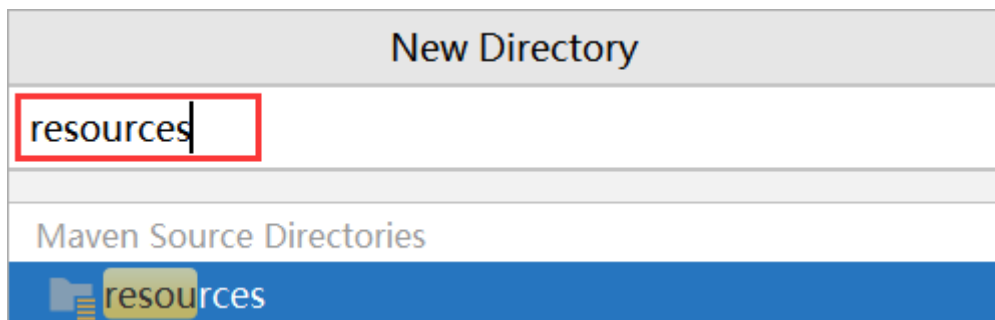 New Directory
resources
Maven Source Directories
resources